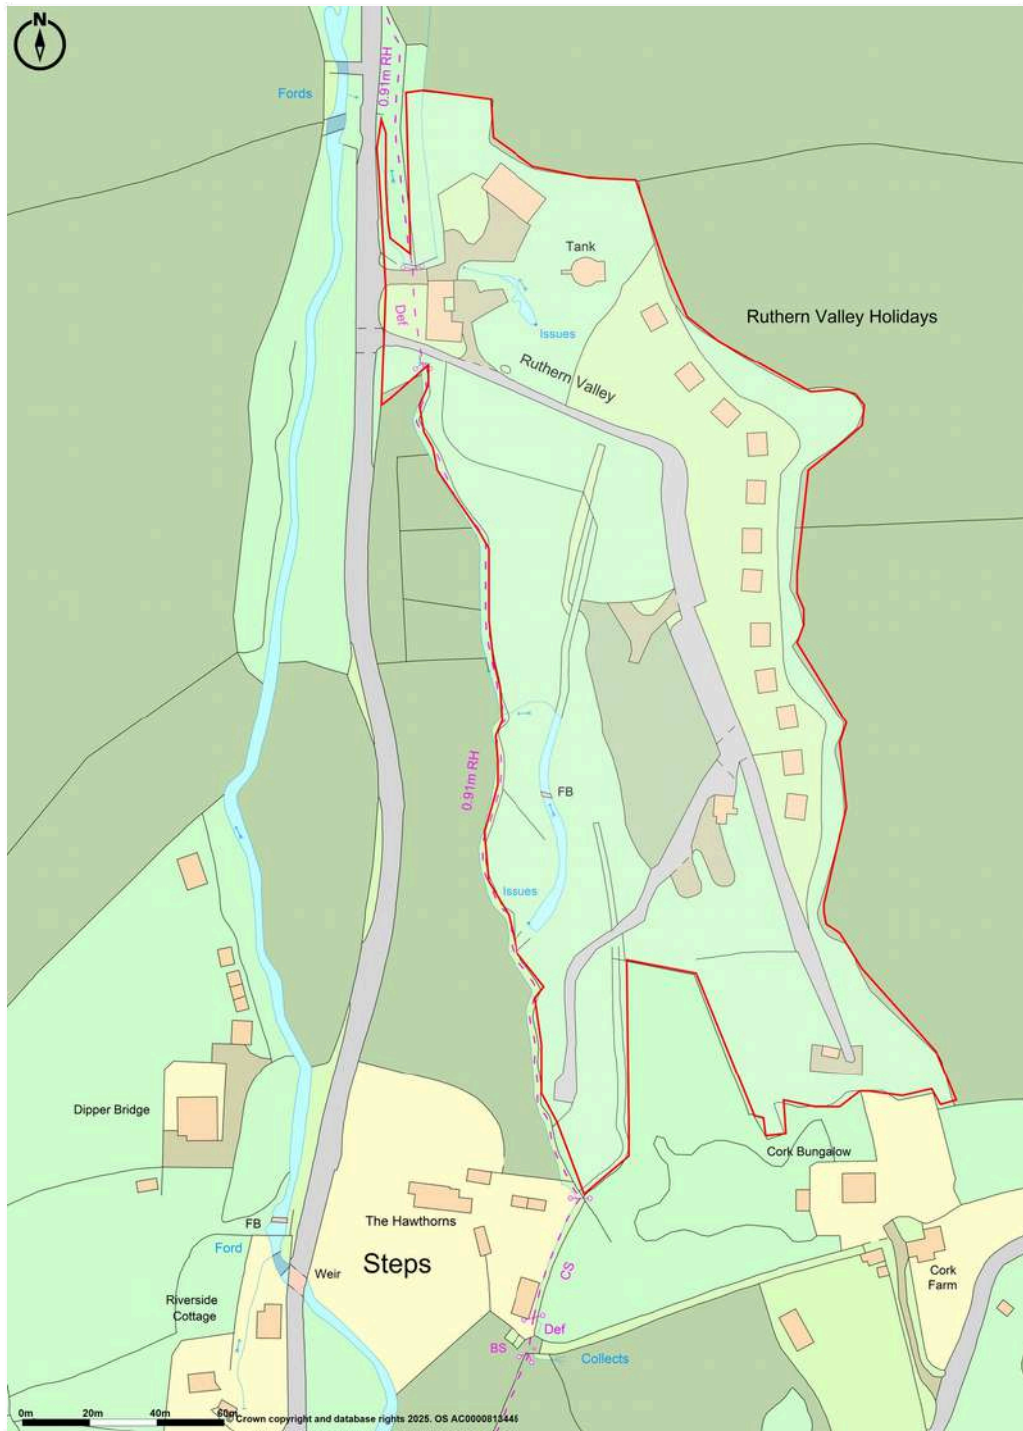 N
0.91m RH
Fords
Tank
Ruthern Valley Holidays
Def
Issues
Ruthern Valley
0.91m RH
FB
Issues
Dipper Bridge
Cork Bungalow
The Hawthorns
FB
Ford
Steps
Weir
CS
Cork
Farm
Riverside
Cottage
Def
BS
Collects
0m 20m 40m 60m
© Crown copyright and database rights 2025. OS AC0000813445